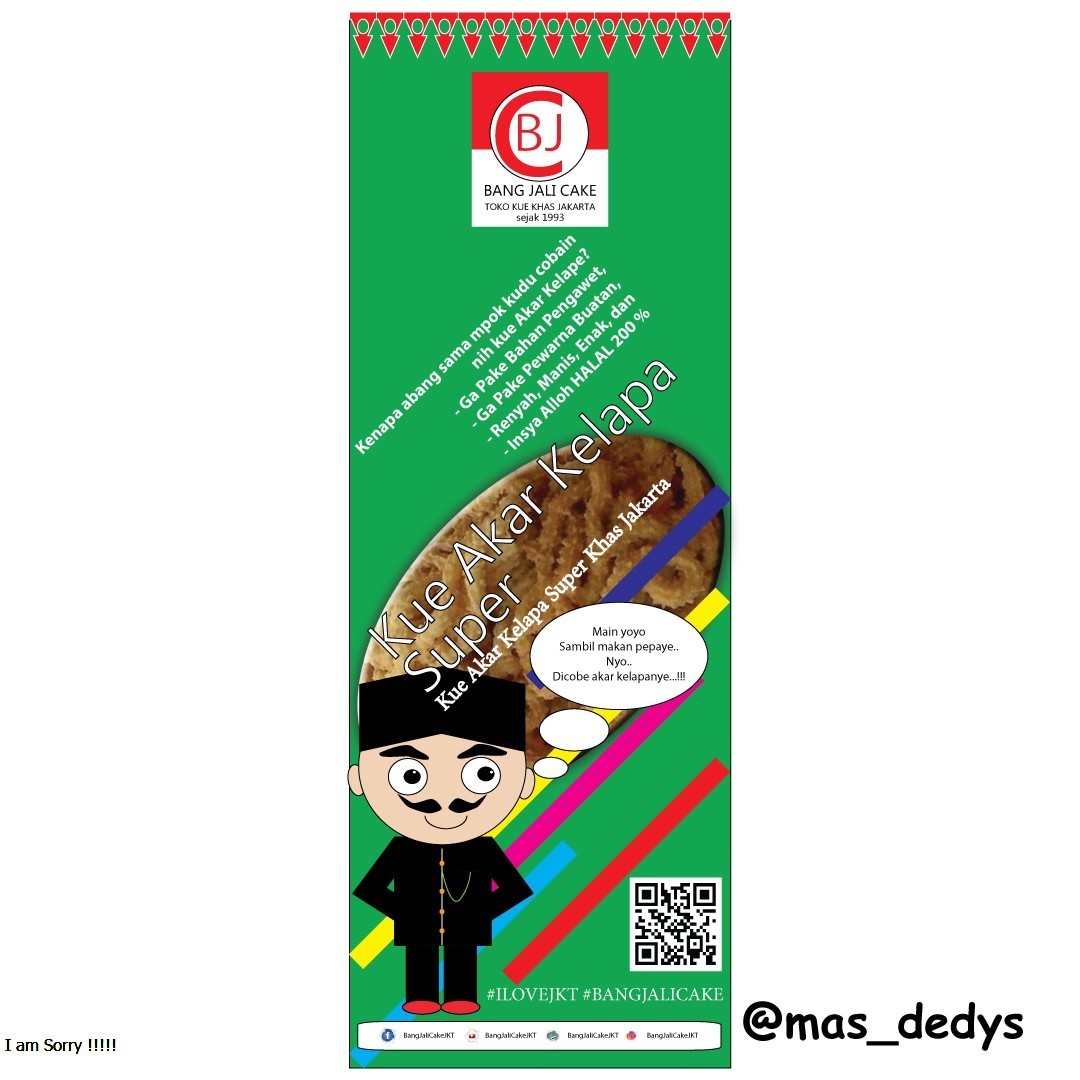 BJ
BANG JALI CAKE
TOKO KUE KHAS JAKARTA
sejak 1993
Kenapa abang sama mpok kudu cobain
nih kue Akar Kelape?
- Ga Pake Bahan Pengawet,
- Ga Pake Pewarna Buatan,
- Renyah, Manis, Enak, dan
- Insya Alloh HALAL 200 %
Kue Akar Kelapa
Super
Kue Akar Kelapa Super Khas Jakarta
Main yoyo
Sambil makan pepaye..
Nyo..
Dicobe akar kelapanye...!!!
#ILOVEJKT #BANGJALICAKE
BangJaliCakeJKT BangJaliCakeJKT BangJaliCakeJKT BangJaliCakeJKT
@mas_dedys
I am Sorry !!!!!